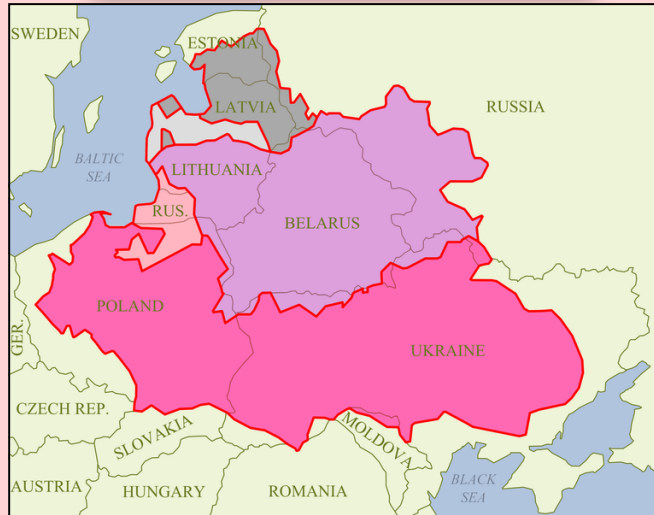 SWEDEN
ESTONIA
RUSSIA
LATVIA
BALTIC
SEA
LITHUANIA
RUS.
BELARUS
POLAND
GER.
UKRAINE
CZECH REP.
SLOVAKIA
MOLDOVA
AUSTRIA
HUNGARY
ROMANIA
BLACK
SEA